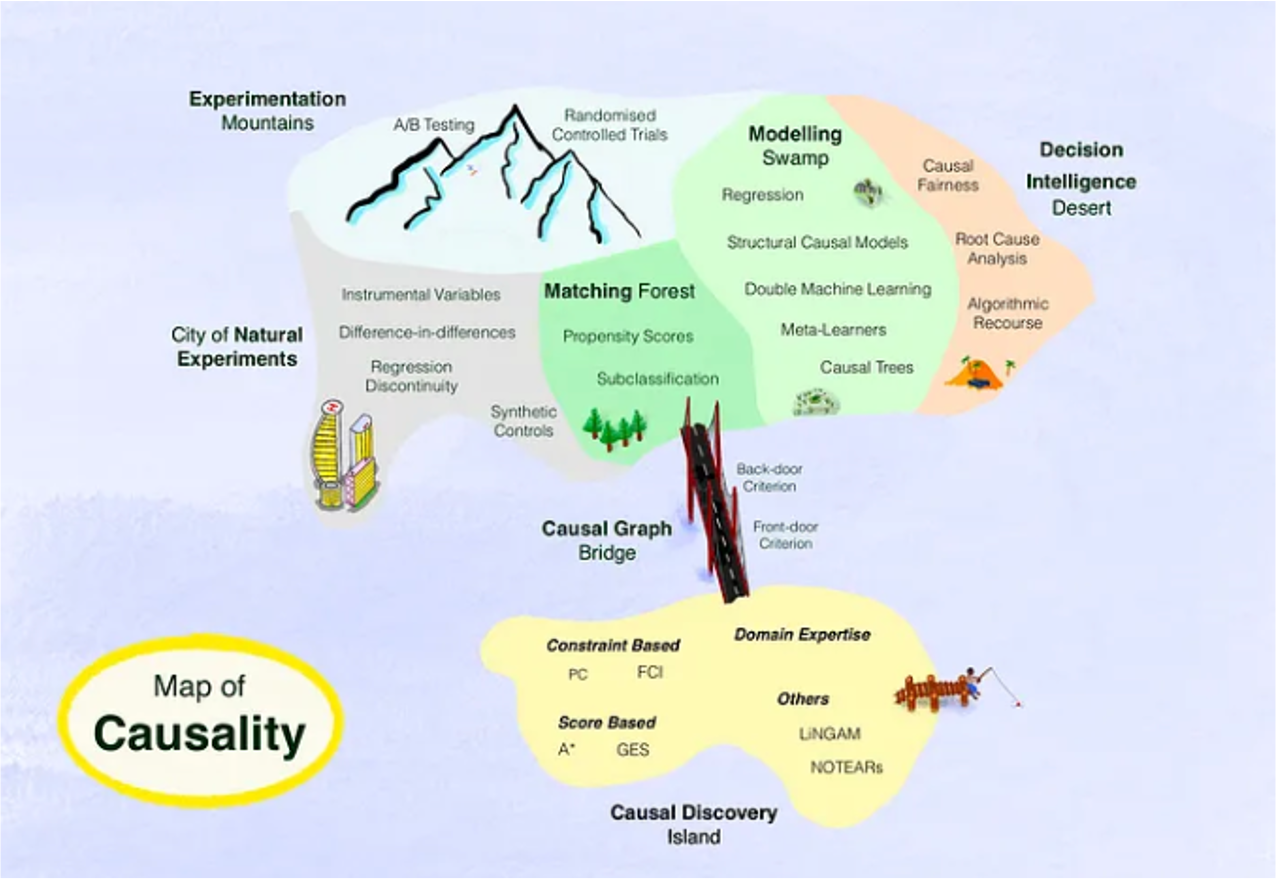 Experimentation
Mountains
A/B Testing
Randomised
Controlled Trials
Modelling
Swamp
Regression
Structural Causal Models
Double Machine Learning
Meta-Learners
Causal Trees
Decision
Intelligence
Desert
Causal
Fairness
Root Cause
Analysis
Algorithmic
Recourse
City of Natural
Experiments
Instrumental Variables
Difference-in-differences
Regression
Discontinuity
Synthetic
Controls
Matching Forest
Propensity Scores
Subclassification
Causal Graph
Bridge
Back-door
Criterion
Front-door
Criterion
Constraint Based
PC FCI
Score Based
A* GES
Domain Expertise
Others
LiNGAM
NOTEARs
Causal Discovery
Island
Map of
Causality